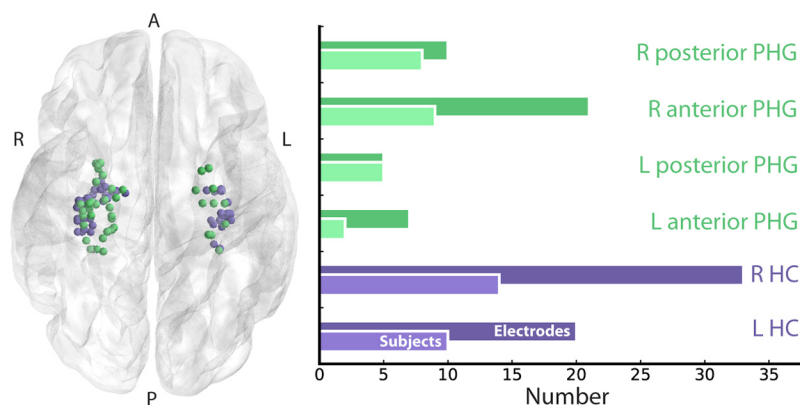 A
R
L
P
R posterior PHG
R anterior PHG
L posterior PHG
L anterior PHG
R HC
L HC
Electrodes
Subjects
0 5 10 15 20 25 30 35
Number